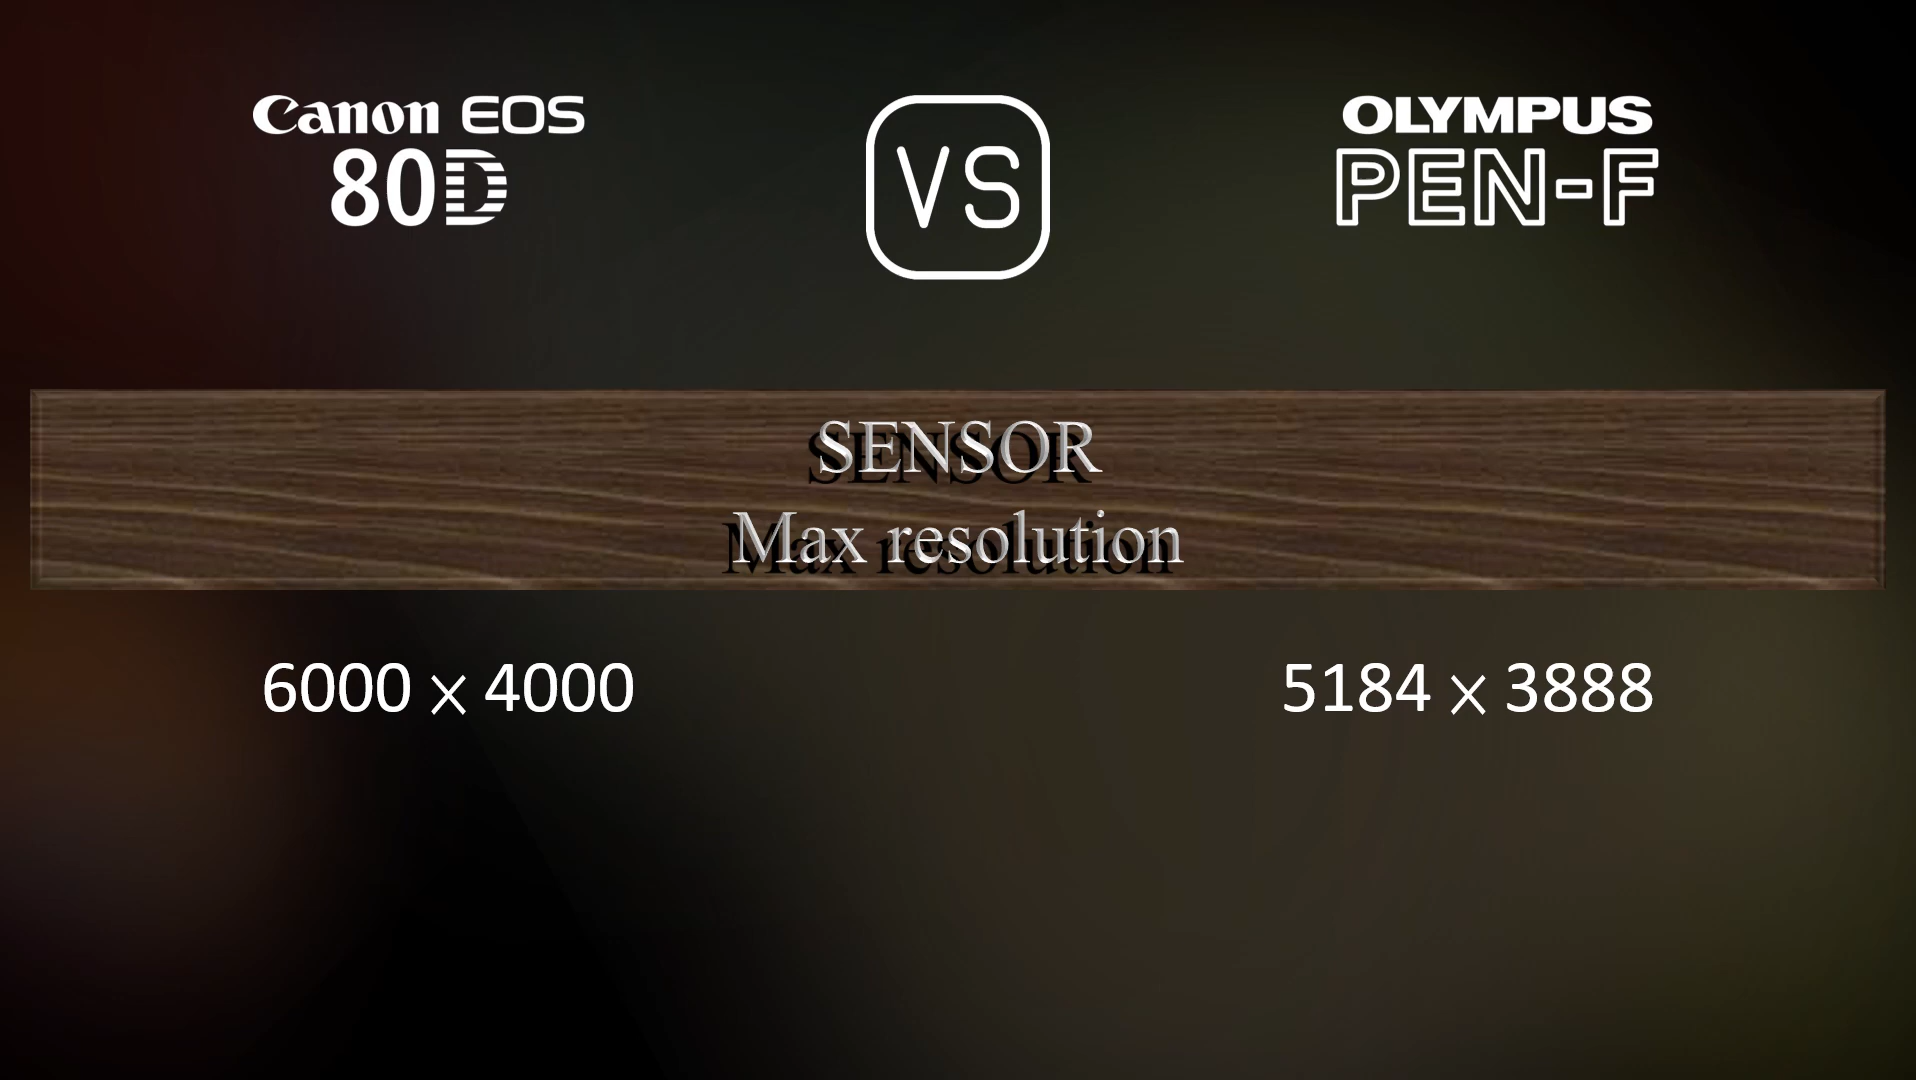 Canon EOS
80D
VS
OLYMPUS
PEN-F
SENSOR
Max resolution
6000 x 4000
5184 x 3888